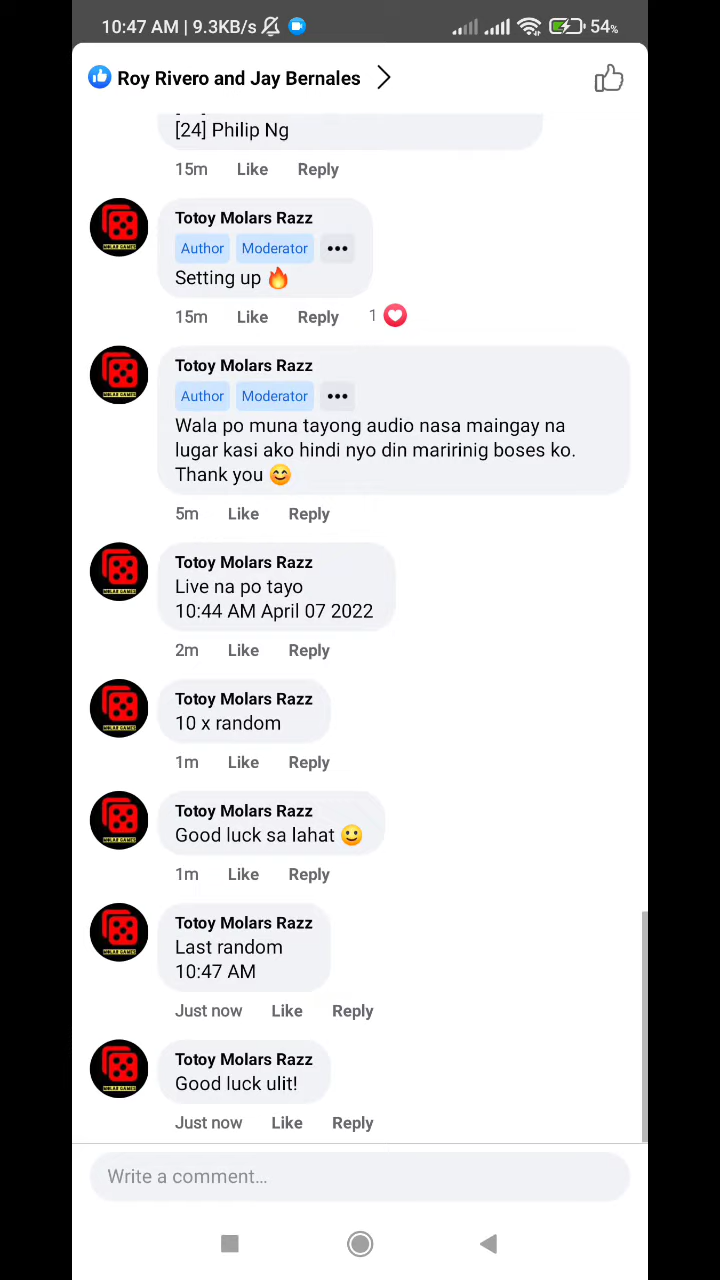 10:47 AM | 9.3KB/s 54%
Roy Rivero and Jay Bernales
[24] Philip Ng
15m Like Reply
Totoy Molars Razz
Author Moderator
Setting up 🔥
15m Like Reply 1
Totoy Molars Razz
Author Moderator
Wala po muna tayong audio nasa maingay na
lugar kasi ako hindi nyo din maririnig boses ko.
Thank you 😊
5m Like Reply
Totoy Molars Razz
Live na po tayo
10:44 AM April 07 2022
2m Like Reply
Totoy Molars Razz
10 x random
1m Like Reply
Totoy Molars Razz
Good luck sa lahat 🙂
1m Like Reply
Totoy Molars Razz
Last random
10:47 AM
Just now Like Reply
Totoy Molars Razz
Good luck ulit!
Just now Like Reply
Write a comment...